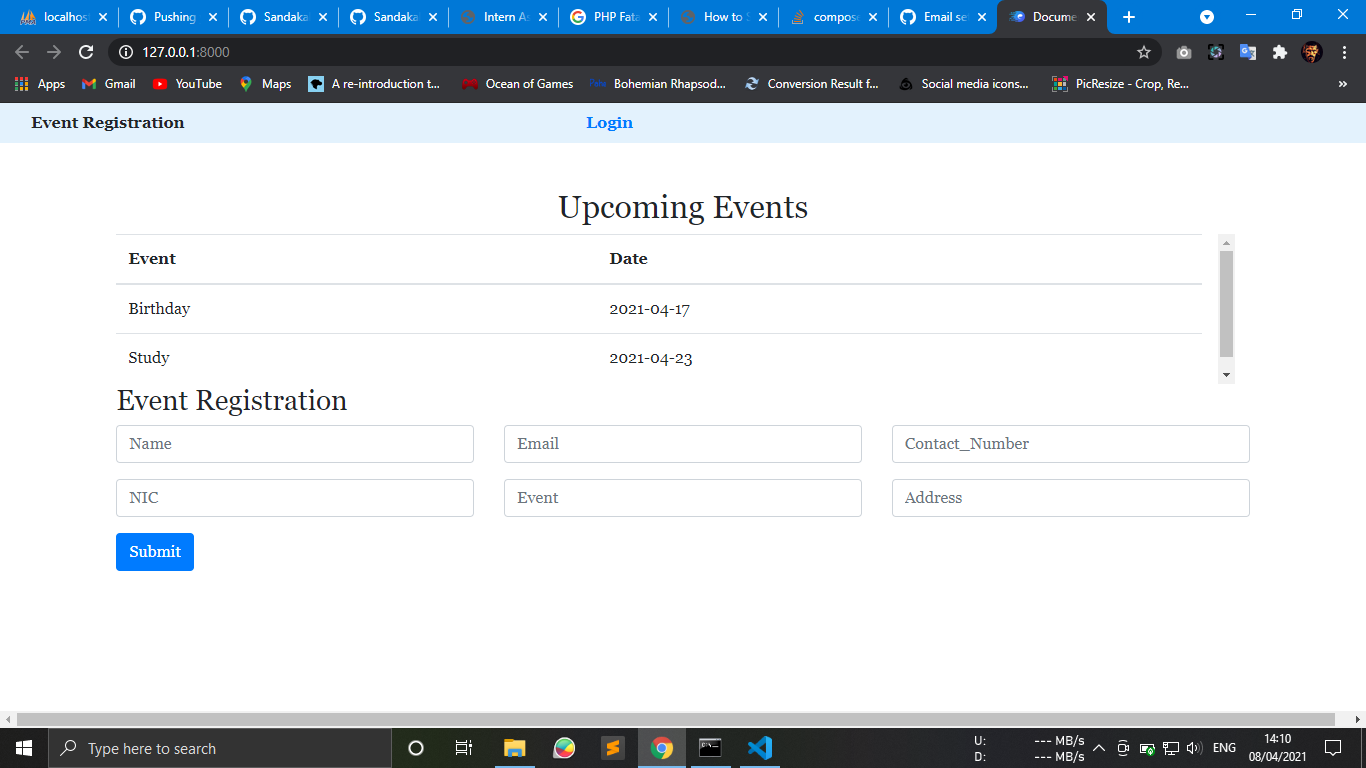 localhos
Pushing
Sandaka
Sandaka
Intern As
PHP Fata
How to S
compose
Email se
Docume
127.0.0.1:8000
Apps
Gmail
YouTube
Maps
A re-introduction t...
Ocean of Games
Bohemian Rhapsod...
Conversion Result f...
Social media icons...
PicResize - Crop, Re...
»
Event Registration
Login
Upcoming Events
Event Date
Birthday 2021-04-17
Study 2021-04-23
Event Registration
Name Email Contact_Number
NIC Event Address
Submit
Type here to search
U: --- MB/s
D: --- MB/s
ENG
14:10
08/04/2021